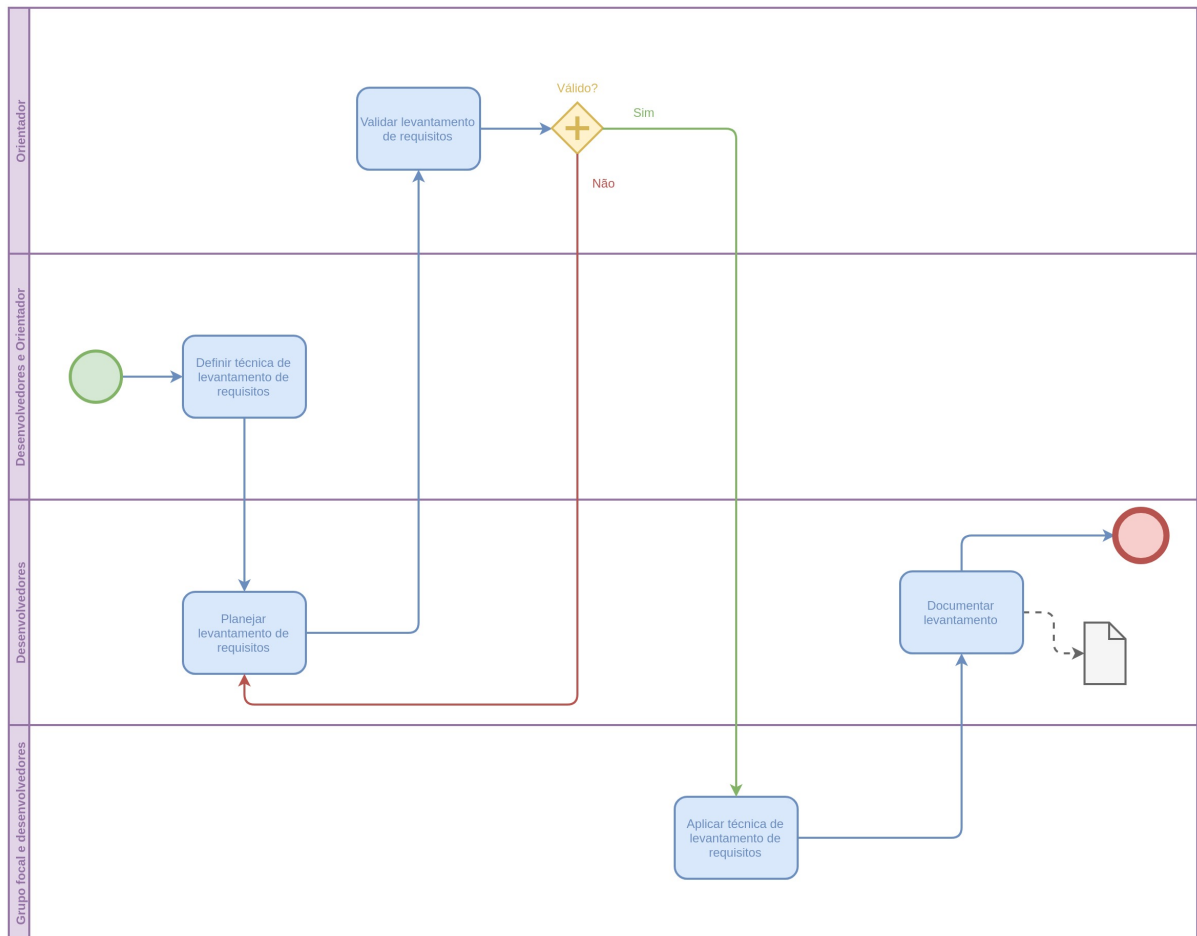 Orientador
Válido?
Sim
Validar levantamento
de requisitos
Não
Desenvolvedores e Orientador
Definir técnica de
levantamento de
requisitos
Desenvolvedores
Planejar
levantamento de
requisitos
Documentar
levantamento
Grupo focal e desenvolvedores
Aplicar técnica de
levantamento de
requisitos